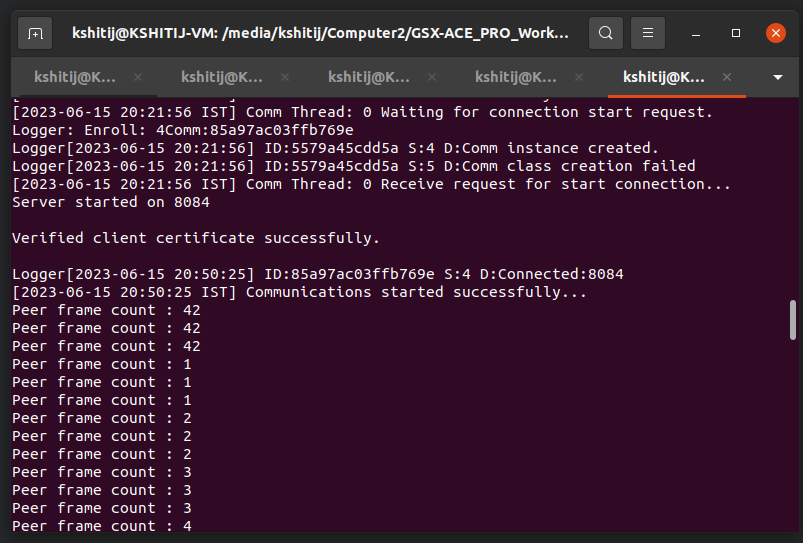 kshitij@KSHITIJ-VM: /media/kshitij/Computer2/GSX-ACE_PRO_Work...
kshitij@K... × kshitij@K... × kshitij@K... × kshitij@K... × kshitij@K... ×
[2023-06-15 20:21:56 IST] Comm Thread: 0 Waiting for connection start request.
Logger: Enroll: 4Comm:85a97ac03ffb769e
Logger[2023-06-15 20:21:56] ID:5579a45cdd5a S:4 D:Comm instance created.
Logger[2023-06-15 20:21:56] ID:5579a45cdd5a S:5 D:Comm class creation failed
[2023-06-15 20:21:56 IST] Comm Thread: 0 Receive request for start connection...
Server started on 8084
Verified client certificate successfully.
Logger[2023-06-15 20:50:25] ID:85a97ac03ffb769e S:4 D:Connected:8084
[2023-06-15 20:50:25 IST] Communications started successfully...
Peer frame count : 42
Peer frame count : 42
Peer frame count : 42
Peer frame count : 1
Peer frame count : 1
Peer frame count : 1
Peer frame count : 2
Peer frame count : 2
Peer frame count : 2
Peer frame count : 3
Peer frame count : 3
Peer frame count : 3
Peer frame count : 4